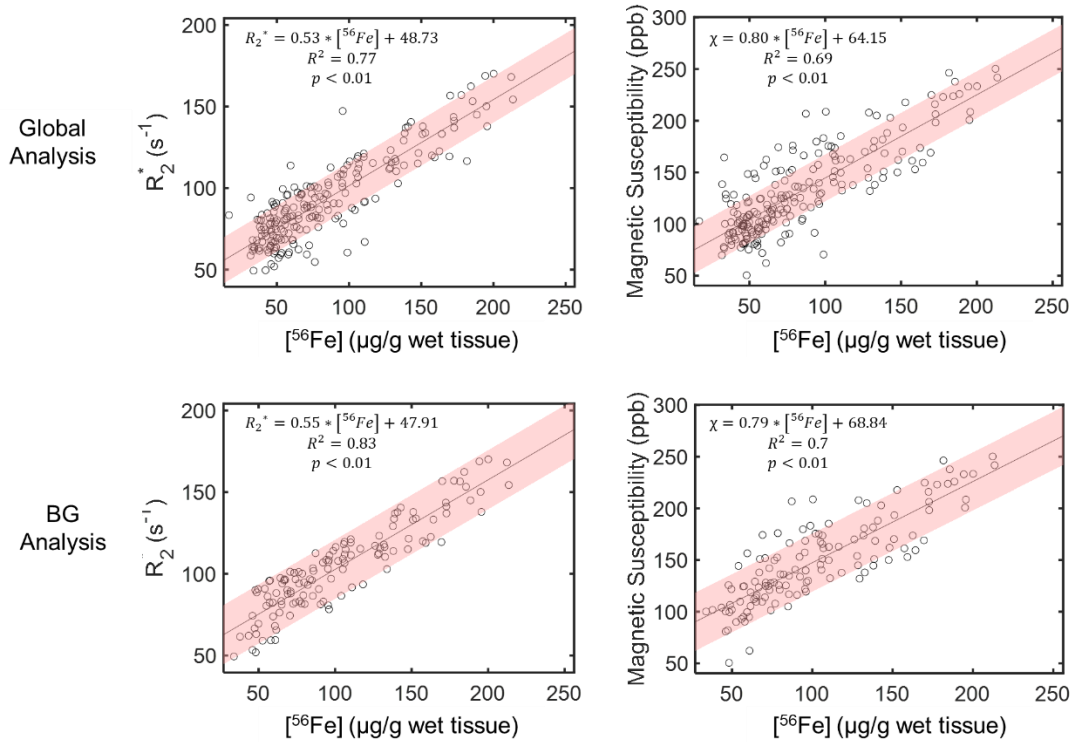 Global
Analysis
R₂* (s⁻¹)
200
150
100
50
R₂* = 0.53 * [⁵⁶Fe] + 48.73
R² = 0.77
p < 0.01
50 100 150 200 250
[⁵⁶Fe] (µg/g wet tissue)
Magnetic Susceptibility (ppb)
300
250
200
150
100
50
χ = 0.80 * [⁵⁶Fe] + 64.15
R² = 0.69
p < 0.01
50 100 150 200 250
[⁵⁶Fe] (µg/g wet tissue)
BG
Analysis
R₂ (s⁻¹)
200
150
100
50
R₂* = 0.55 * [⁵⁶Fe] + 47.91
R² = 0.83
p < 0.01
50 100 150 200 250
[⁵⁶Fe] (µg/g wet tissue)
Magnetic Susceptibility (ppb)
300
250
200
150
100
50
χ = 0.79 * [⁵⁶Fe] + 68.84
R² = 0.7
p < 0.01
50 100 150 200 250
[⁵⁶Fe] (µg/g wet tissue)